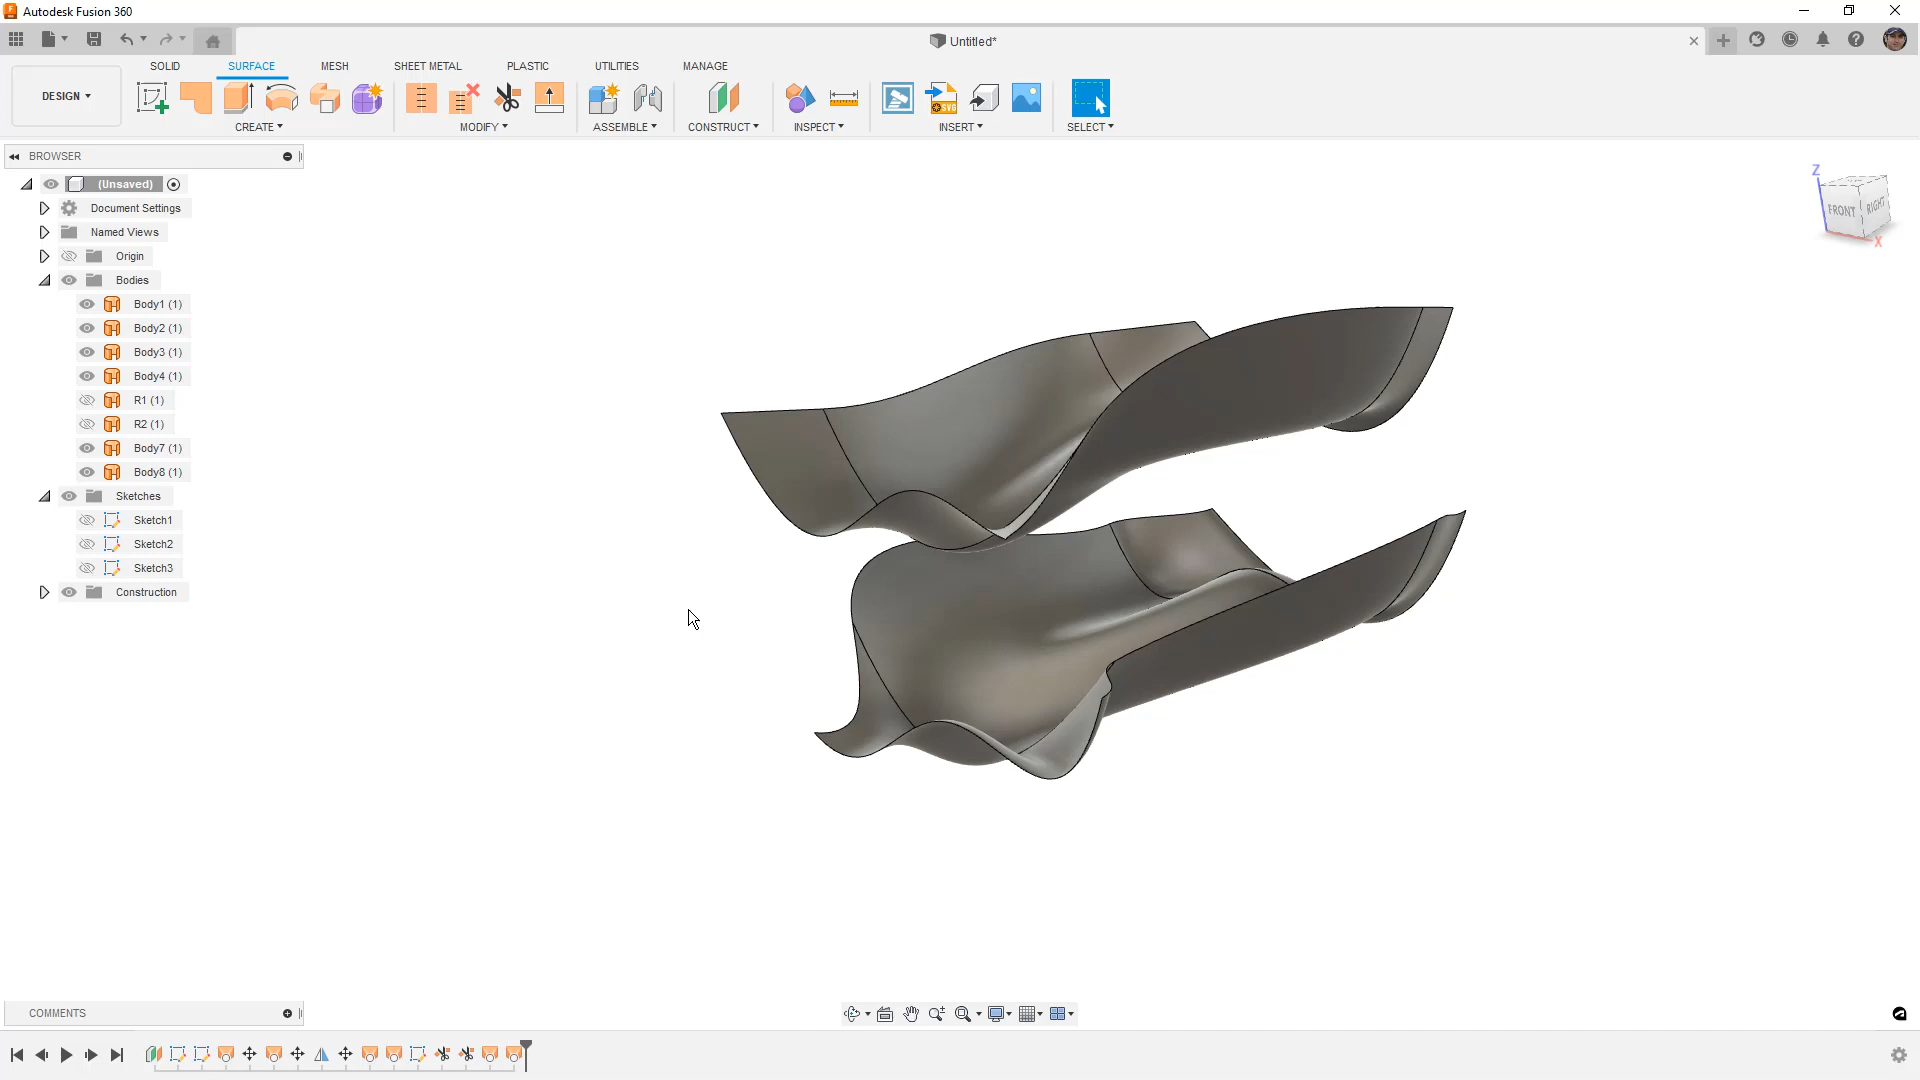 Autodesk Fusion 360
Untitled*
SOLID SURFACE MESH SHEET METAL PLASTIC UTILITIES MANAGE
DESIGN
CREATE MODIFY ASSEMBLE CONSTRUCT INSPECT INSERT SELECT
SVG
BROWSER
(Unsaved)
Document Settings
Named Views
Origin
Bodies
Body1 (1)
Body2 (1)
Body3 (1)
Body4 (1)
R1 (1)
R2 (1)
Body7 (1)
Body8 (1)
Sketches
Sketch1
Sketch2
Sketch3
Construction
Z
FRONT RIGHT
X
COMMENTS